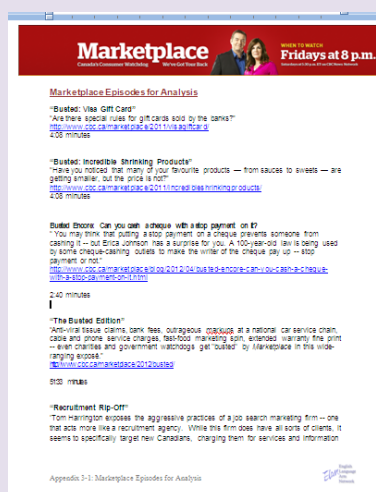 Marketplace
Canada's Consumer Watchdog We've Got Your Back
WHEN TO WATCH
Fridays at 8 p.m.
Marketplace Episodes for Analysis
"Busted: Visa Gift Card"
"Are there special rules for gift cards sold by the banks?"
http://www.cbc.ca/marketplace/2011/visagiftcard/
4:08 minutes
"Busted: Incredible Shrinking Products"
"Have you noticed that many of your favourite products — from sauces to sweets — are
getting smaller, but the price is not?"
http://www.cbc.ca/marketplace/2011/incredibleshrinkingproducts/
4:08 minutes
Busted Encore: Can you cash a cheque with a stop payment on it?
" You may think that putting a stop payment on a cheque prevents someone from
cashing it -- but Erica Johnson has a surprise for you. A 100-year-old law is being used
by some cheque-cashing outlets to make the writer of the cheque pay up -- stop
payment or not."
http://www.cbc.ca/marketplace/blog/2012/04/busted-encore-can-you-cash-a-cheque-
with-a-stop-payment-on-it.html
2:40 minutes
"The Busted Edition"
"Anti-viral tissue claims, bank fees, outrageous markups at a national car service chain,
cable and phone service charges, fast-food marketing spin, extended warranty fine print
-- even charities and government watchdogs get "busted" by Marketplace in this wide-
ranging exposé."
http://www.cbc.ca/marketplace/2012/busted/
minutes
"Recruitment Rip-Off"
"Tom Harrington exposes the aggressive practices of a job search marketing firm -- one
that acts more like a recruitment agency. While this firm does have all sorts of clients, it
seems to specifically target new Canadians, charging them for services and information
Appendix J-1: Marketplace Episodes for Analysis
English
Language
Arts
Network